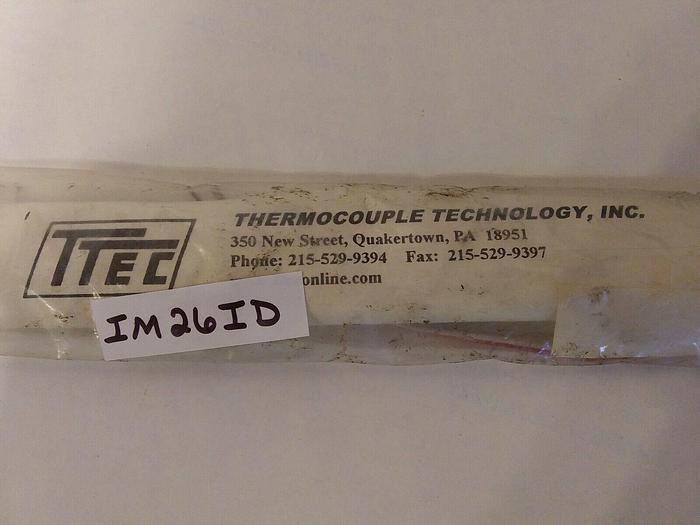 TTEC
THERMOCOUPLE TECHNOLOGY, INC.
350 New Street, Quakertown, PA 18951
Phone: 215-529-9394 Fax: 215-529-9397
online.com
IM26ID